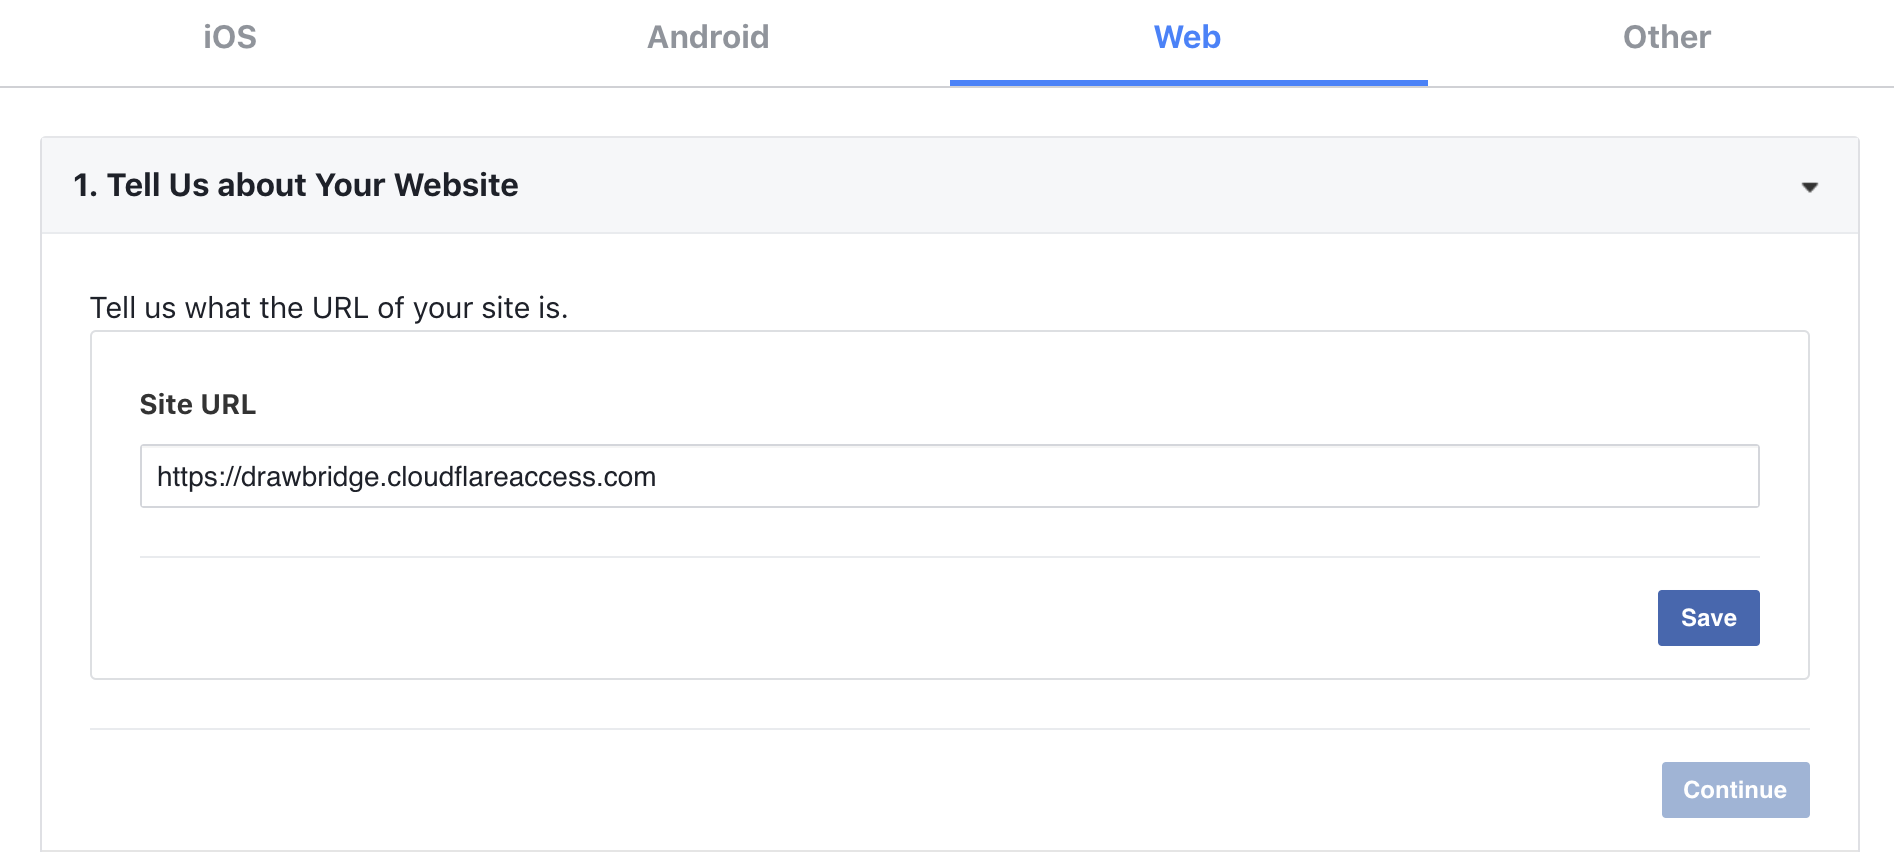 iOS Android Web Other
1. Tell Us about Your Website
Tell us what the URL of your site is.
Site URL
https://drawbridge.cloudflareaccess.com
Save
Continue